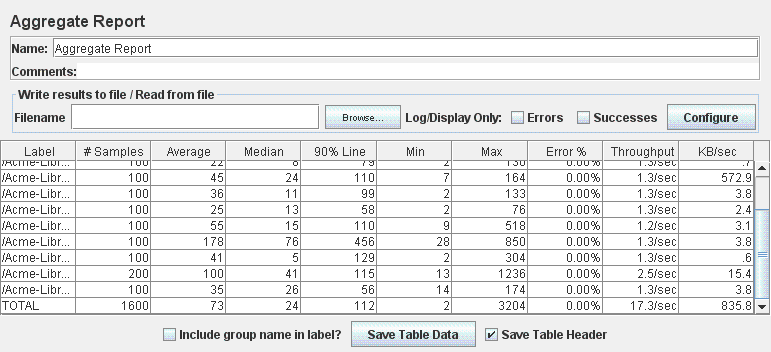 Aggregate Report
Name: Aggregate Report
Comments:
Write results to file / Read from file
Filename Browse... Log/Display Only: Errors Successes Configure
Label # Samples Average Median 90% Line Min Max Error % Throughput KB/sec
/Acme-Libr... 100 22 8 79 2 130 0.00% 1.3/sec .7
/Acme-Libr... 100 45 24 110 7 164 0.00% 1.3/sec 572.9
/Acme-Libr... 100 36 11 99 2 133 0.00% 1.3/sec 3.8
/Acme-Libr... 100 25 13 58 2 76 0.00% 1.3/sec 2.4
/Acme-Libr... 100 55 15 110 9 518 0.00% 1.2/sec 3.1
/Acme-Libr... 100 178 76 456 28 850 0.00% 1.3/sec 3.8
/Acme-Libr... 100 41 5 129 2 304 0.00% 1.3/sec .6
/Acme-Libr... 200 100 41 115 13 1236 0.00% 2.5/sec 15.4
/Acme-Libr... 100 35 26 56 14 174 0.00% 1.3/sec 3.8
TOTAL 1600 73 24 112 2 3204 0.00% 17.3/sec 835.8
Include group name in label? Save Table Data Save Table Header